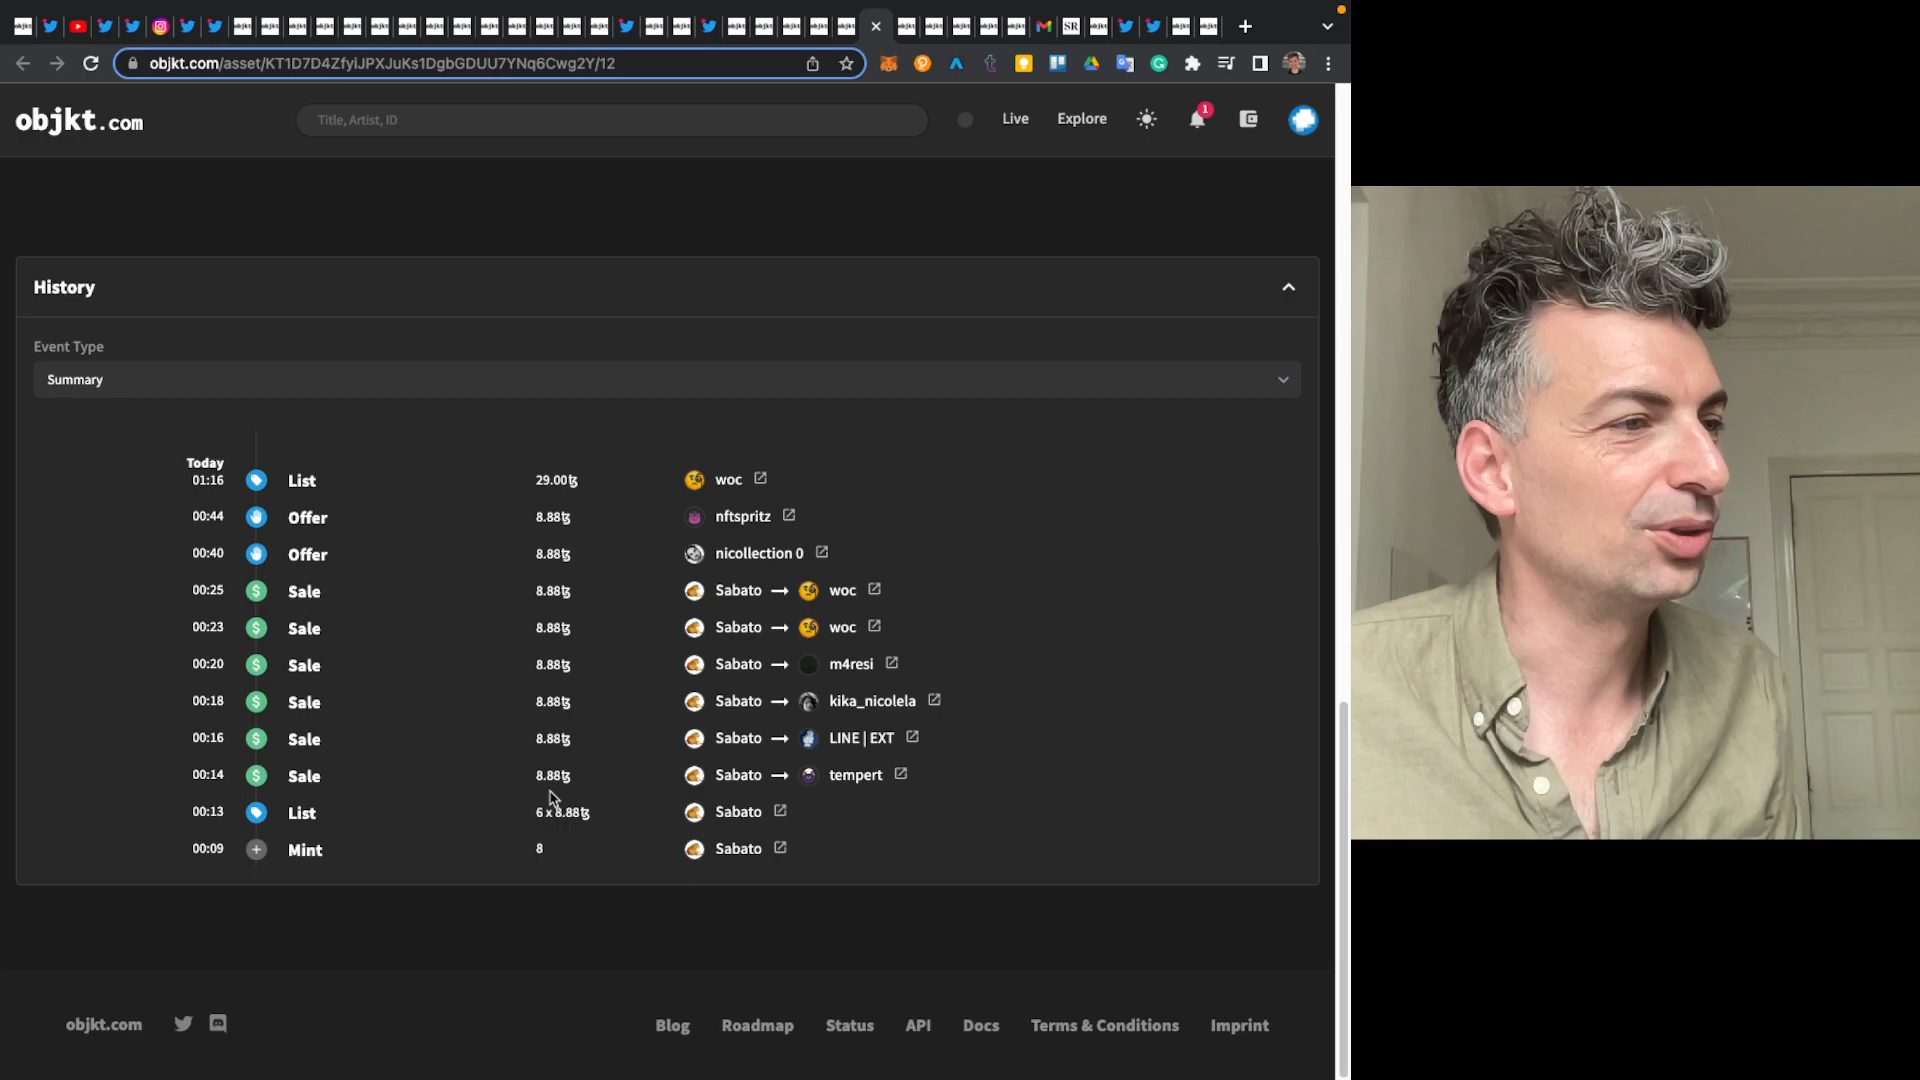 objkt.com/asset/KT1D7D4ZfyiJPXJuKs1DgbGDUU7YNq6Cwg2Y/12
objkt.com
Title, Artist, ID
Live
Explore
1
History
Event Type
Summary
Today
01:16 List 29.00ꜩ woc
00:44 Offer 8.88ꜩ nftspritz
00:40 Offer 8.88ꜩ nicollection 0
00:25 $ Sale 8.88ꜩ Sabato → woc
00:23 $ Sale 8.88ꜩ Sabato → woc
00:20 $ Sale 8.88ꜩ Sabato → m4resi
00:18 $ Sale 8.88ꜩ Sabato → kika_nicolela
00:16 $ Sale 8.88ꜩ Sabato → LINE | EXT
00:14 $ Sale 8.88ꜩ Sabato → tempert
00:13 List 6 x 8.88ꜩ Sabato
00:09 + Mint 8 Sabato
objkt.com
Blog
Roadmap
Status
API
Docs
Terms & Conditions
Imprint